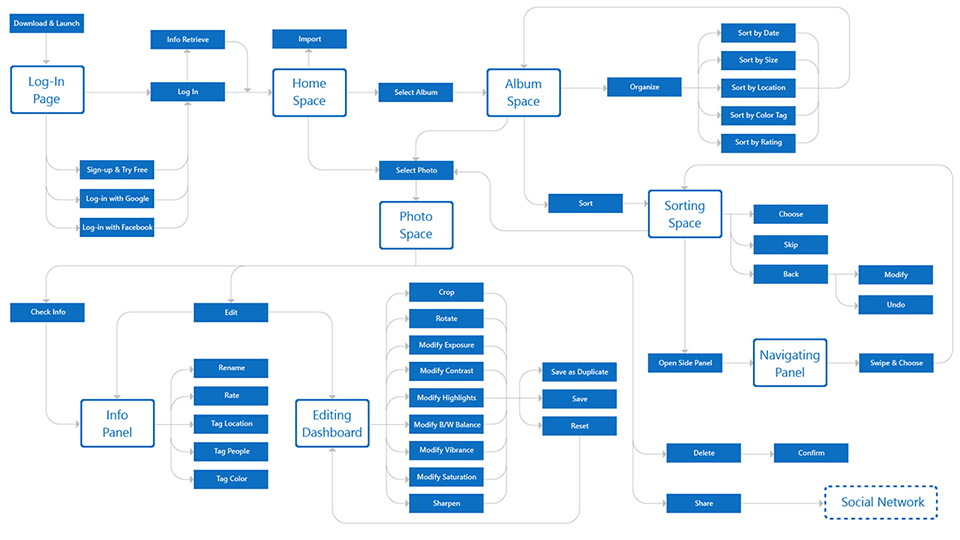 Download & Launch
Log-In
Page
Info Retrieve
Log In
Sign-up & Try Free
Log-in with Google
Log-in with Facebook
Import
Home
Space
Select Album
Select Photo
Photo
Space
Album
Space
Organize
Sort by Date
Sort by Size
Sort by Location
Sort by Color Tag
Sort by Rating
Sort
Sorting
Space
Choose
Skip
Back
Modify
Undo
Open Side Panel
Navigating
Panel
Swipe & Choose
Check Info
Edit
Info
Panel
Rename
Rate
Tag Location
Tag People
Tag Color
Editing
Dashboard
Crop
Rotate
Modify Exposure
Modify Contrast
Modify Highlights
Modify B/W Balance
Modify Vibrance
Modify Saturation
Sharpen
Save as Duplicate
Save
Reset
Delete
Confirm
Share
Social Network